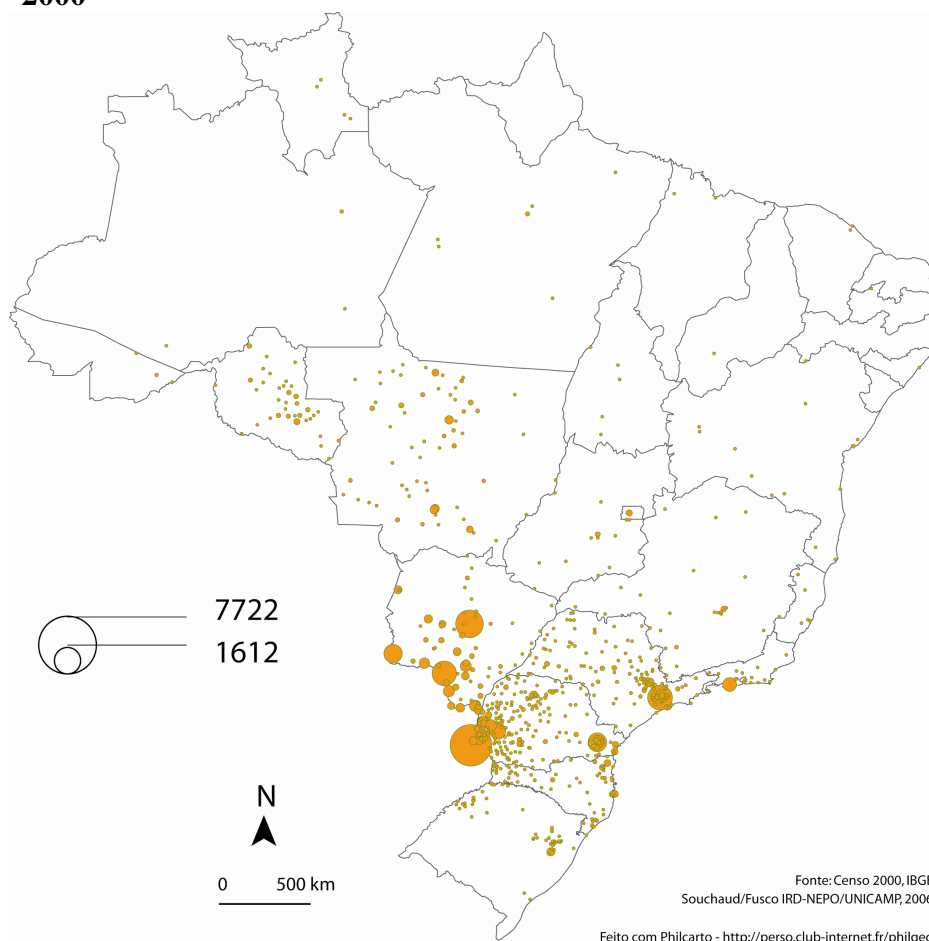 2000
7722
1612
N
0 500 km
Fonte: Censo 2000, IBGE
Souchaud/Fusco IRD-NEPO/UNICAMP, 2006
Feito com Philcarto - http://perso.club-internet.fr/philgeo